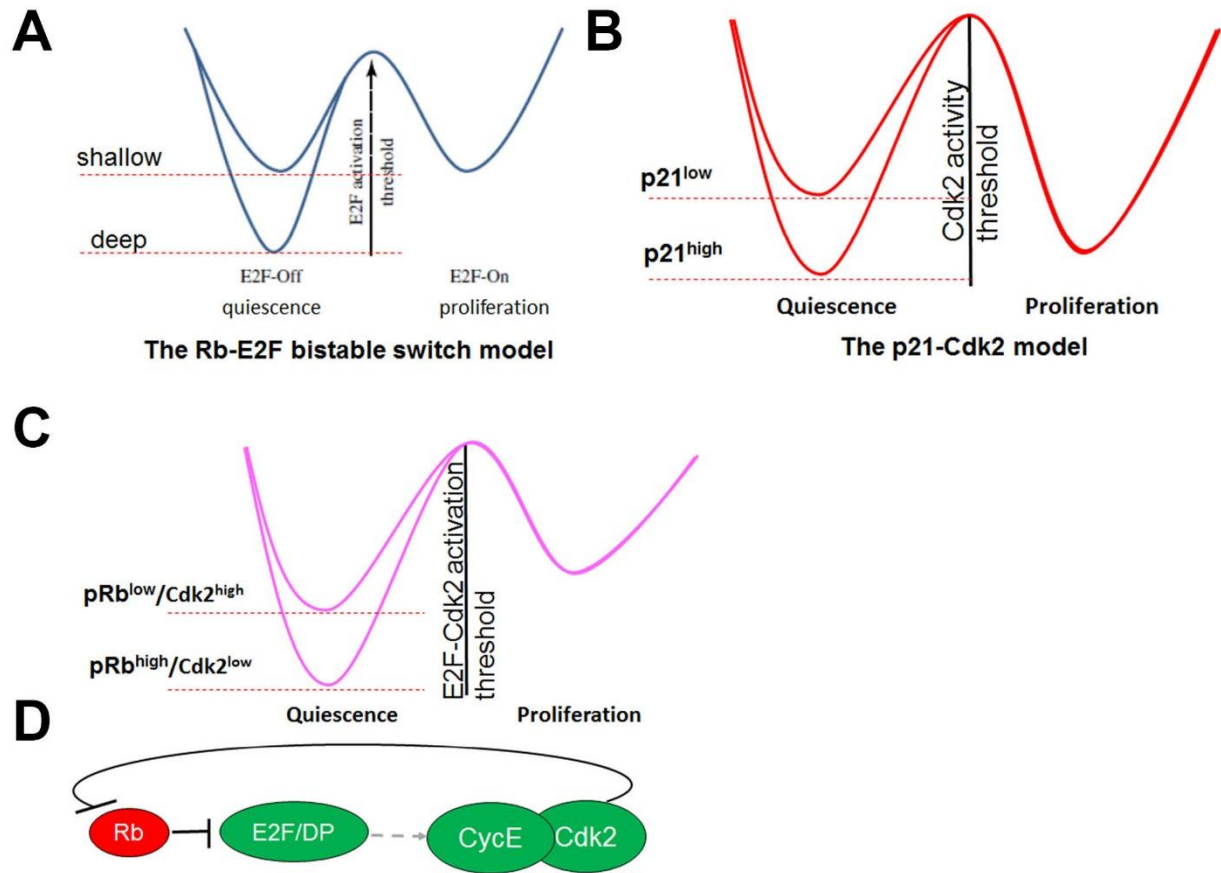 A
shallow
deep
E2F activation
threshold
E2F-Off
quiescence
E2F-On
proliferation
The Rb-E2F bistable switch model
B
p21low
p21high
Cdk2 activity
threshold
Quiescence
Proliferation
The p21-Cdk2 model
C
pRblow/Cdk2high
pRbhigh/Cdk2low
E2F-Cdk2 activation
threshold
Quiescence
Proliferation
D
Rb
E2F/DP
CycE
Cdk2